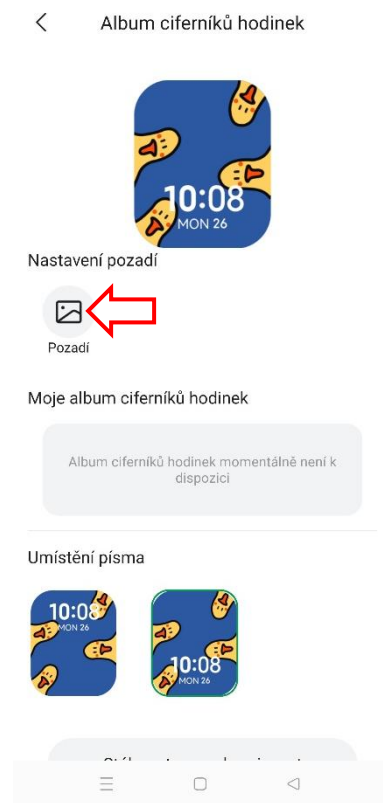 Album ciferníků hodinek
10:08
MON 26
Nastavení pozadí
Pozadí
Moje album ciferníků hodinek
Album ciferníků hodinek momentálně není k
dispozici
Umístění písma
10:08
MON 26
10:08
MON 26